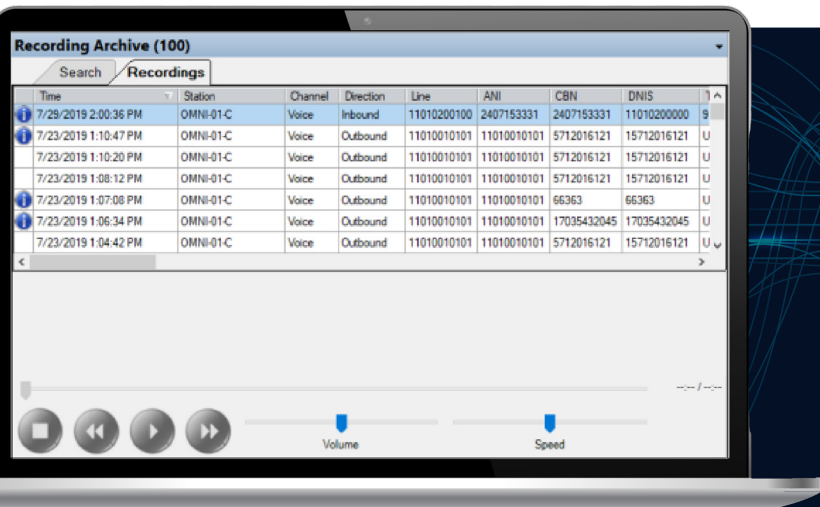 Recording Archive (100)
Search Recordings
Time Station Channel Direction Line ANI CBN DNIS T
7/29/2019 2:00:36 PM OMNI-01-C Voice Inbound 11010200100 2407153331 2407153331 11010200000 9
7/23/2019 1:10:47 PM OMNI-01-C Voice Outbound 11010010101 11010010101 5712016121 15712016121 U
7/23/2019 1:10:20 PM OMNI-01-C Voice Outbound 11010010101 11010010101 5712016121 15712016121 U
7/23/2019 1:08:12 PM OMNI-01-C Voice Outbound 11010010101 11010010101 5712016121 15712016121 U
7/23/2019 1:07:08 PM OMNI-01-C Voice Outbound 11010010101 11010010101 66363 66363 U
7/23/2019 1:06:34 PM OMNI-01-C Voice Outbound 11010010101 11010010101 17035432045 17035432045 U
7/23/2019 1:04:42 PM OMNI-01-C Voice Outbound 11010010101 11010010101 5712016121 15712016121 U
--:-- / --:--
Volume Speed